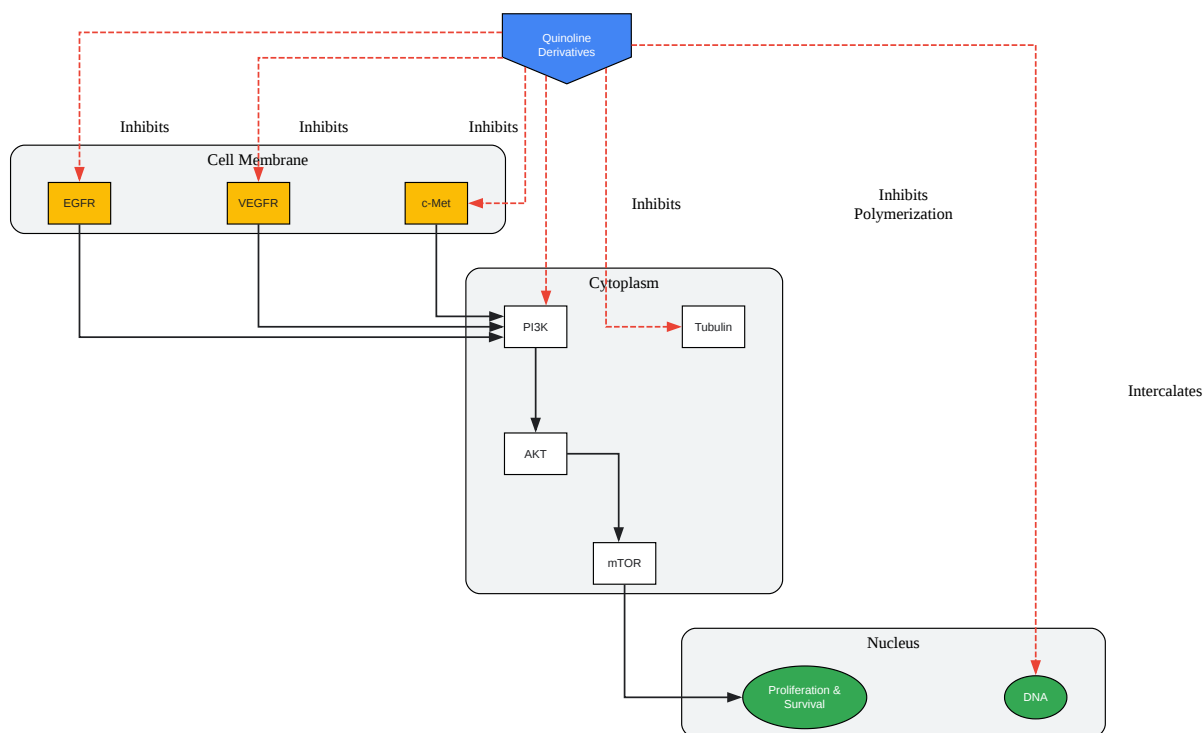 Quinoline
Derivatives
Inhibits
Inhibits
Inhibits
Cell Membrane
EGFR
VEGFR
c-Met
Inhibits
Inhibits
Polymerization
Cytoplasm
PI3K
Tubulin
Intercalates
AKT
mTOR
Nucleus
Proliferation &
Survival
DNA